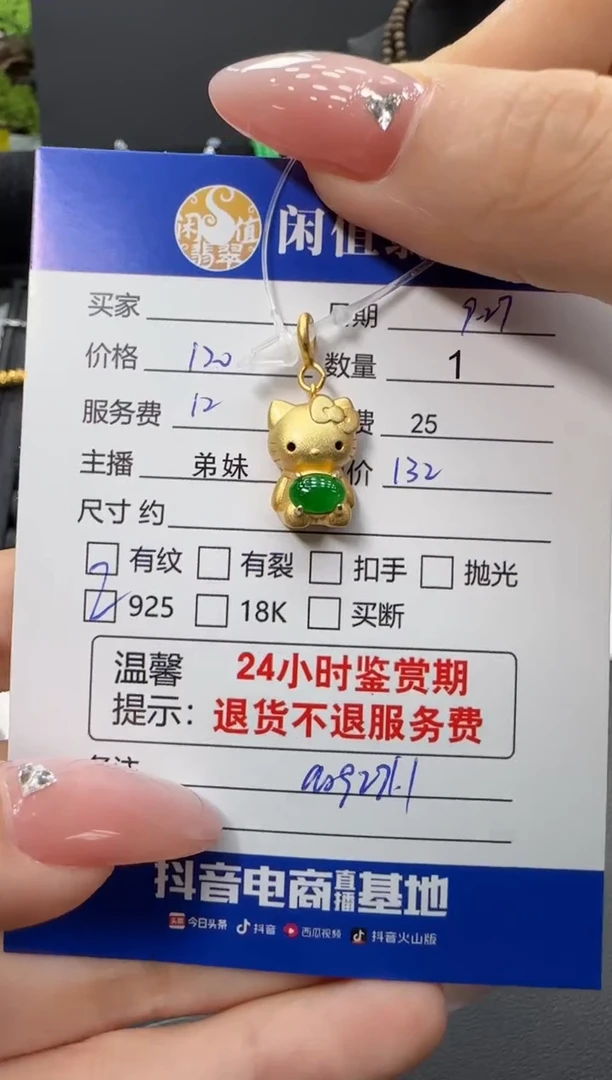 闲值
翡翠
闲值
买家 日期 9-27
价格 120 数量 1
服务费 12 费 25
主播 弟妹 价 132
尺寸 约
有纹 有裂 扣手 抛光
925 18K 买断
温馨 24小时鉴赏期
提示： 退货不退服务费
备注
抖音电商直播基地
头条 今日头条 抖音 西瓜视频 抖音火山版